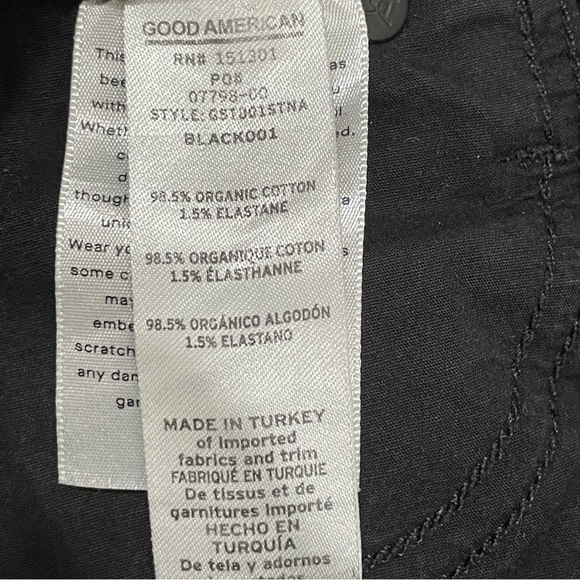 GOOD AMERICAN
RN# 151301
PO#
07798-00
STYLE: GST001STNA
BLACK001
98.5% ORGANIC COTTON
1.5% ELASTANE
98.5% ORGANIQUE COTON
1.5% ÉLASTHANNE
98.5% ORGÁNICO ALGODÓN
1.5% ELASTANO
MADE IN TURKEY
of Imported
fabrics and trim
FABRIQUÉ EN TURQUIE
De tissus et de
garnitures Importé
HECHO EN
TURQUÍA
De tela y adornos
This
with
Wear
some
scratch
any